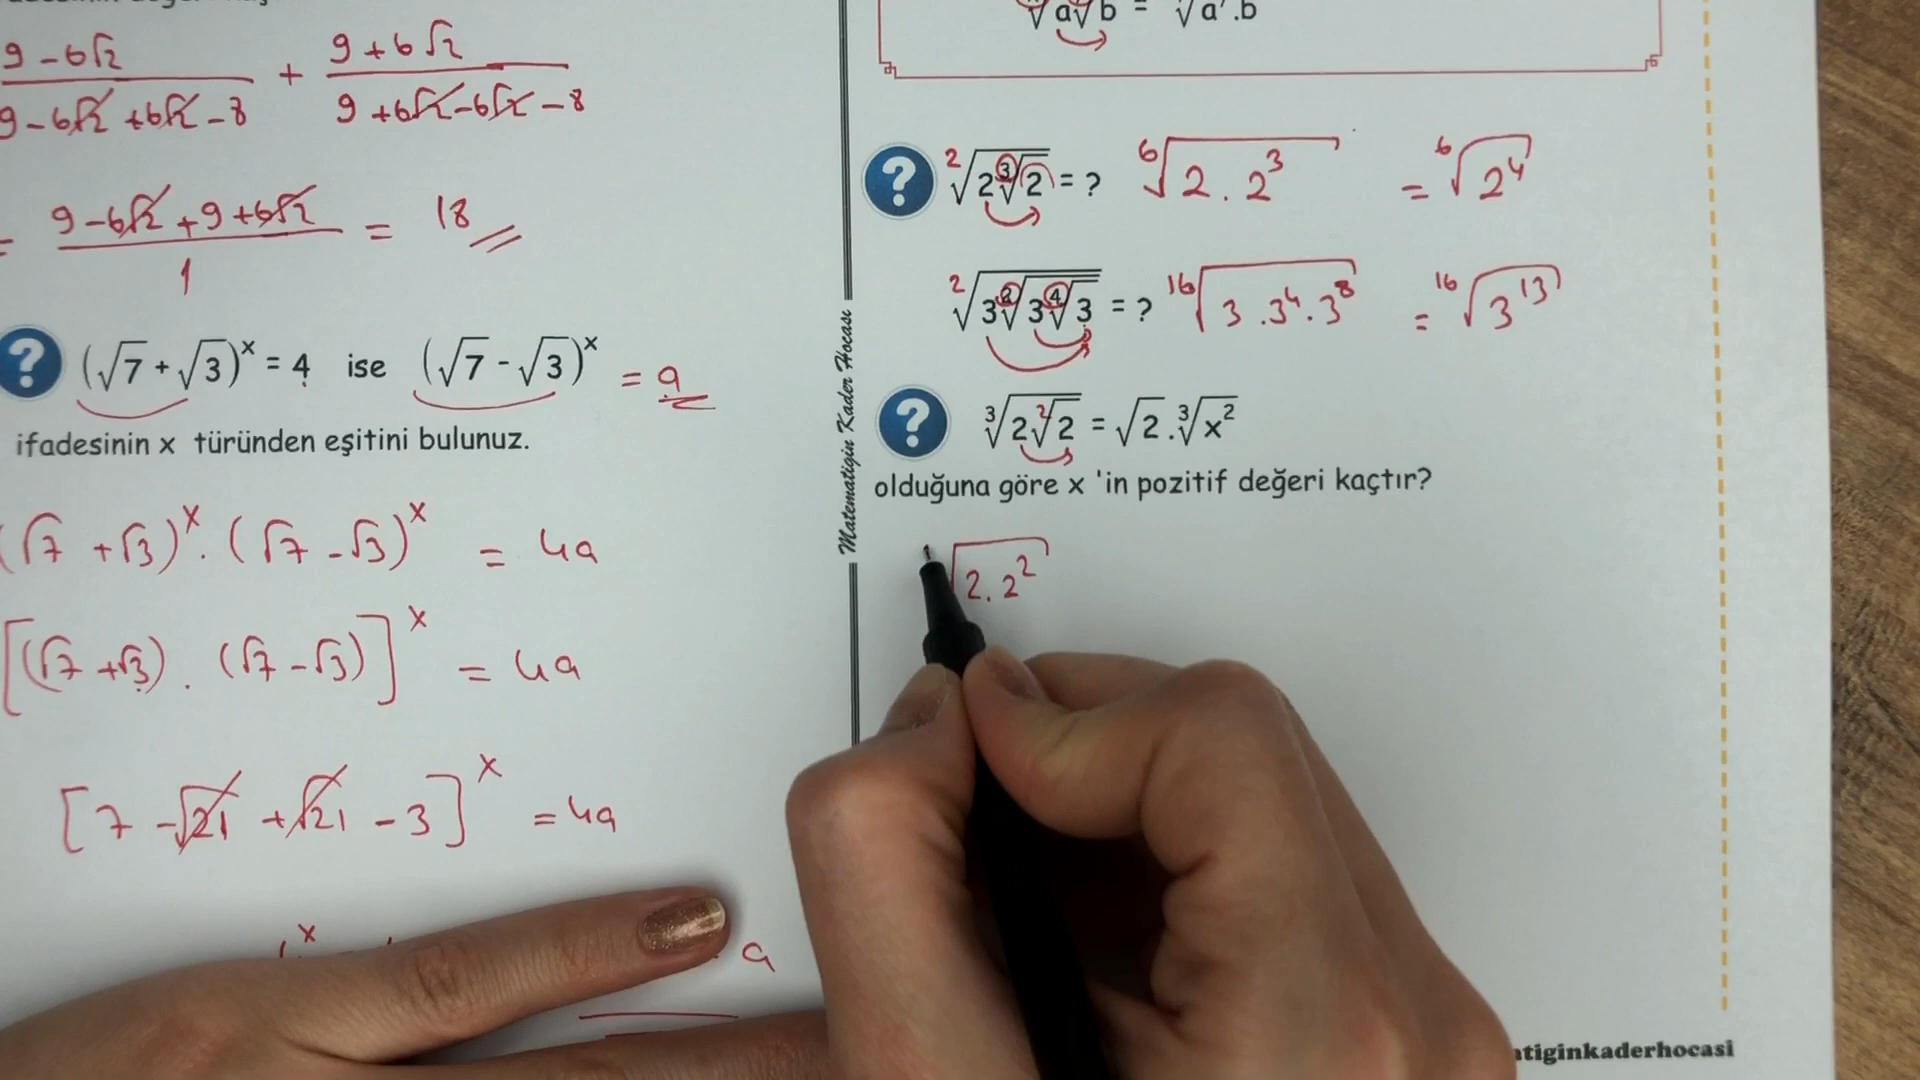 9 - 6√2 / 9 - 6√2 + 6√2 - 8 + 9 + 6√2 / 9 + 6√2 - 6√2 - 8
= 9 - 6√2 + 9 + 6√2 / 1 = 18
? (√7 + √3)ˣ = 4 ise (√7 - √3)ˣ = a
ifadesinin x türünden eşitini bulunuz.
(√7 + √3)ˣ . (√7 - √3)ˣ = 4a
[(√7 + √3) . (√7 - √3)]ˣ = 4a
[7 - √21 + √21 - 3]ˣ = 4a
x
a
Matematiğin Kader Hocası
√a√b = √a .b
? ²√2³√2 = ? ⁶√2 . 2³ = ⁶√2⁴
²√3²√3⁴√3 = ? ¹⁶√3 . 3⁴ . 3⁸ = ¹⁶√3¹³
? ³√2²√2 = √2 . ³√x²
olduğuna göre x 'in pozitif değeri kaçtır?
√2 . 2²
atiginkaderhocasi